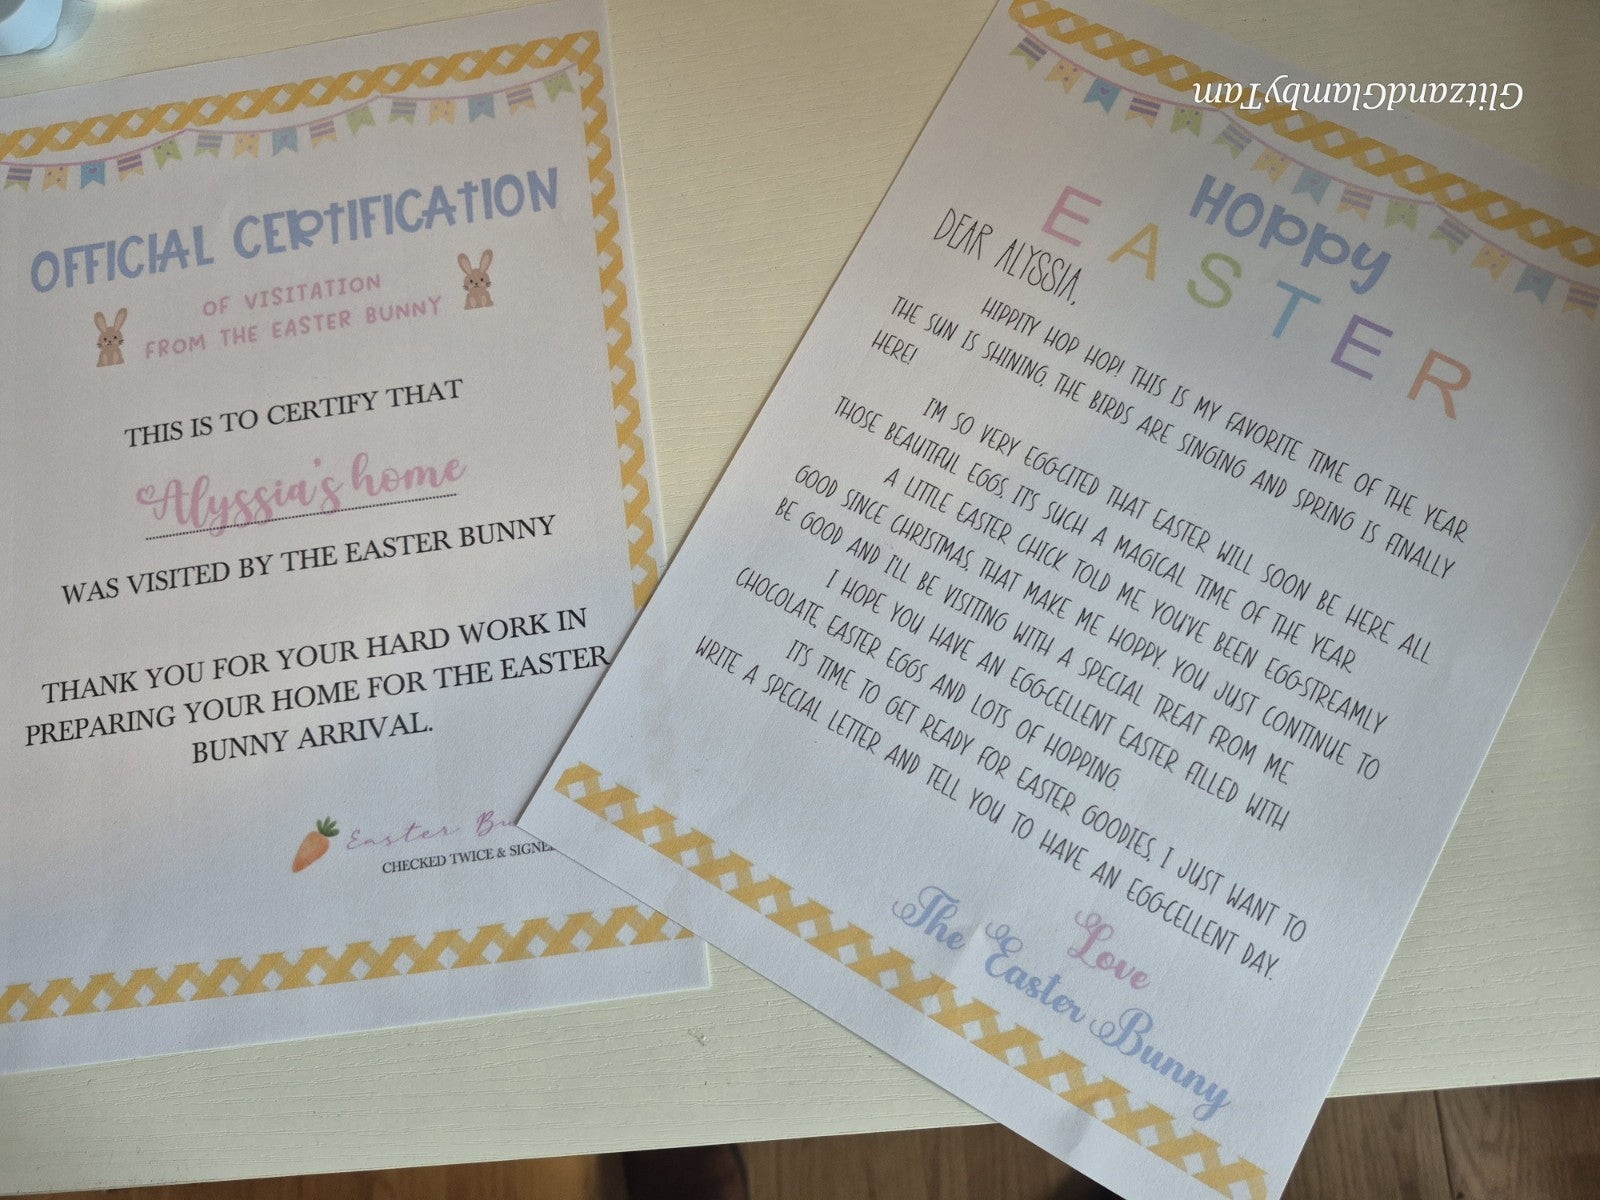 OFFICIAL CERTIFICATION
OF VISITATION
FROM THE EASTER BUNNY
THIS IS TO CERTIFY THAT
Alyssia's home
WAS VISITED BY THE EASTER BUNNY
THANK YOU FOR YOUR HARD WORK IN
PREPARING YOUR HOME FOR THE EASTER
BUNNY ARRIVAL.
Easter
CHECKED TWICE &
GlitzandGlambyTam
HOppy
EASTER
DEAR ALYSSIA,
HIPPITY HOP HOP! THIS IS MY FAVORITE TIME OF THE YEAR
THE SUN IS SHINING, THE BIRDS ARE SINGING AND SPRING IS FINALLY
HERE!
I'M SO VERY EGG-CITED THAT EASTER WILL SOON BE HERE. ALL
THOSE BEAUTIFUL EGGS, IT'S SUCH A MAGICAL TIME OF THE YEAR.
A LITTLE EASTER CHICK TOLD ME YOU'VE BEEN EGG-STREAMLY
GOOD SINCE CHRISTMAS, THAT MAKE ME HOPPY. YOU JUST CONTINUE TO
BE GOOD AND I'LL BE VISITING WITH A SPECIAL TREAT FROM ME.
I HOPE YOU HAVE AN EGG-CELLENT EASTER FILLED WITH
CHOCOLATE, EASTER EGGS AND LOTS OF HOPPING.
IT'S TIME TO GET READY FOR EASTER GOODIES, I JUST WANT TO
WRITE A SPECIAL LETTER AND TELL YOU TO HAVE AN EGG-CELLENT DAY.
Love
The Easter Bunny